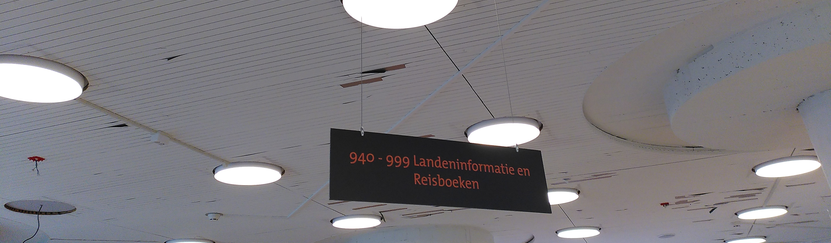 940 - 999 Landeninformatie en
Reisboeken